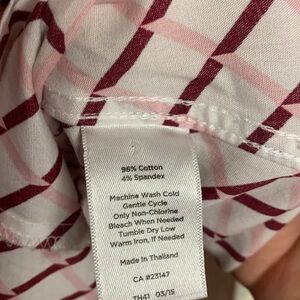 96% Cotton
4% Spandex
Machine Wash Cold
Gentle Cycle
Only Non-Chlorine
Bleach When Needed
Tumble Dry Low
Warm Iron, If Needed
Made In Thailand
CA #23147
TH41 03/15